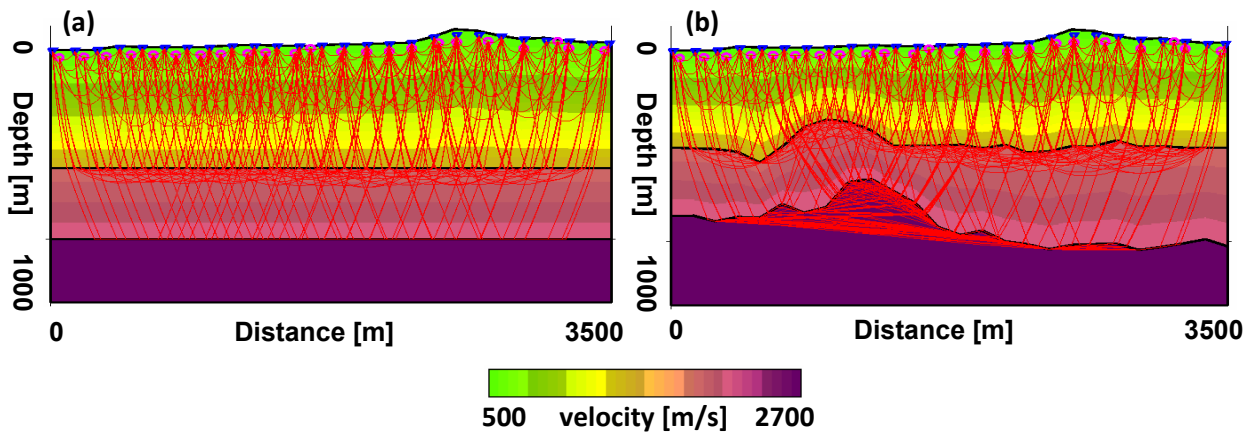 (a)
(b)
0
Depth [m]
1000
0
Distance [m]
3500
0
Depth [m]
1000
0
Distance [m]
3500
500
velocity [m/s]
2700